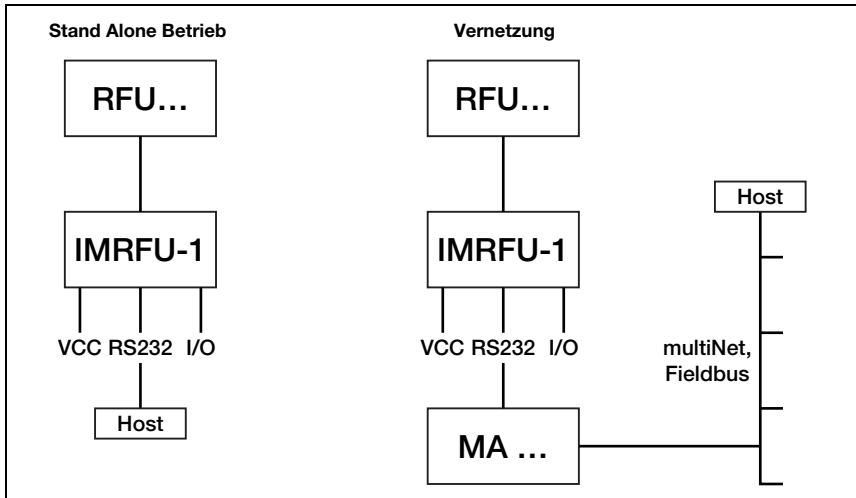 Stand Alone Betrieb
RFU...
IMRFU-1
VCC RS232 I/O
Host
Vernetzung
RFU...
IMRFU-1
VCC RS232 I/O
MA ...
Host
multiNet,
Fieldbus